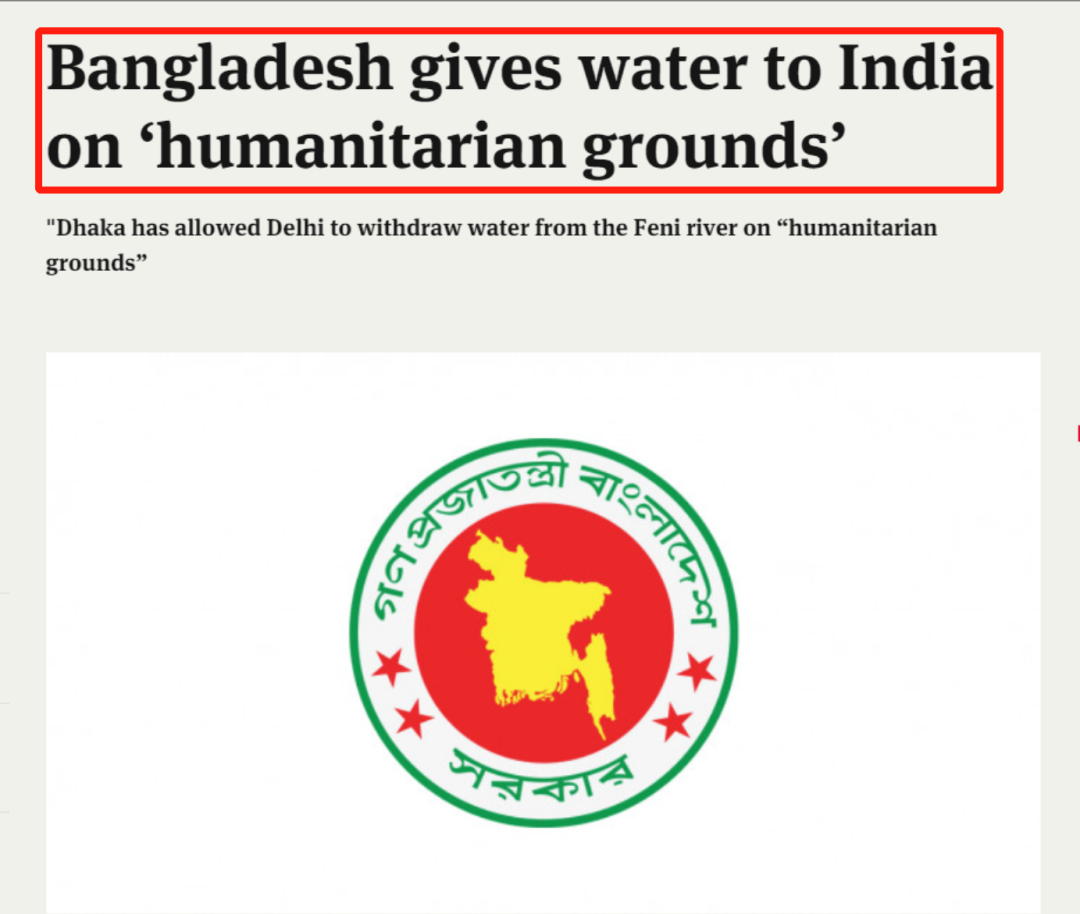 Bangladesh gives water to India
on ‘humanitarian grounds’
"Dhaka has allowed Delhi to withdraw water from the Feni river on “humanitarian
grounds”
গণপ্রজাতন্ত্রী বাংলাদেশ
সরকার